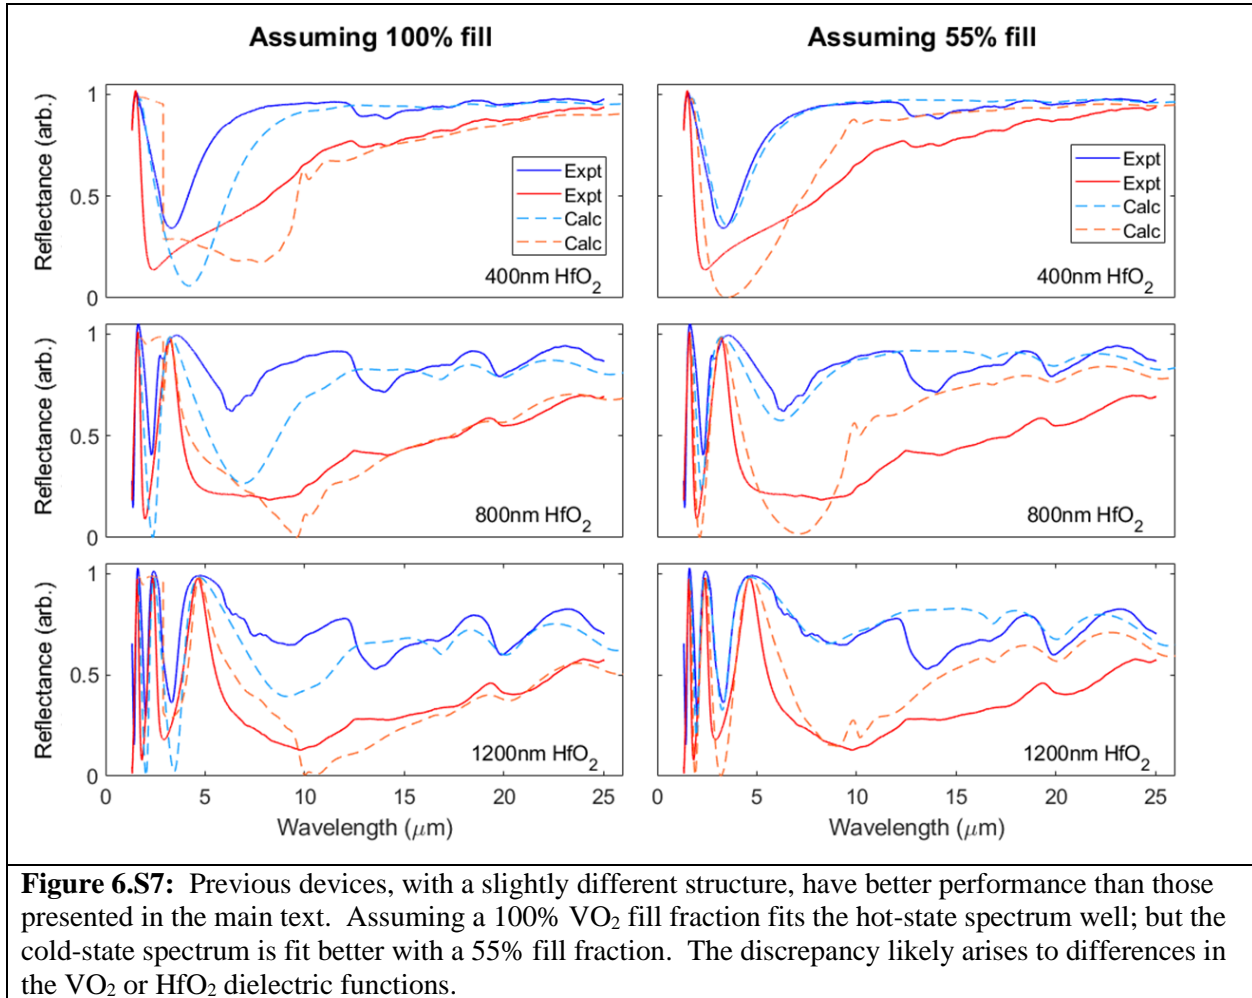 Assuming 100% fill
Assuming 55% fill
Reflectance (arb.)
1
0.5
0
Expt
Expt
Calc
Calc
400nm HfO2
Reflectance (arb.)
Expt
Expt
Calc
Calc
400nm HfO2
Reflectance (arb.)
1
0.5
0
800nm HfO2
Reflectance (arb.)
800nm HfO2
Reflectance (arb.)
1
0.5
0
1200nm HfO2
0 5 10 15 20 25
Wavelength (μm)
Reflectance (arb.)
1200nm HfO2
0 5 10 15 20 25
Wavelength (μm)
Figure 6.S7: Previous devices, with a slightly different structure, have better performance than those
presented in the main text. Assuming a 100% VO2 fill fraction fits the hot-state spectrum well; but the
cold-state spectrum is fit better with a 55% fill fraction. The discrepancy likely arises to differences in
the VO2 or HfO2 dielectric functions.